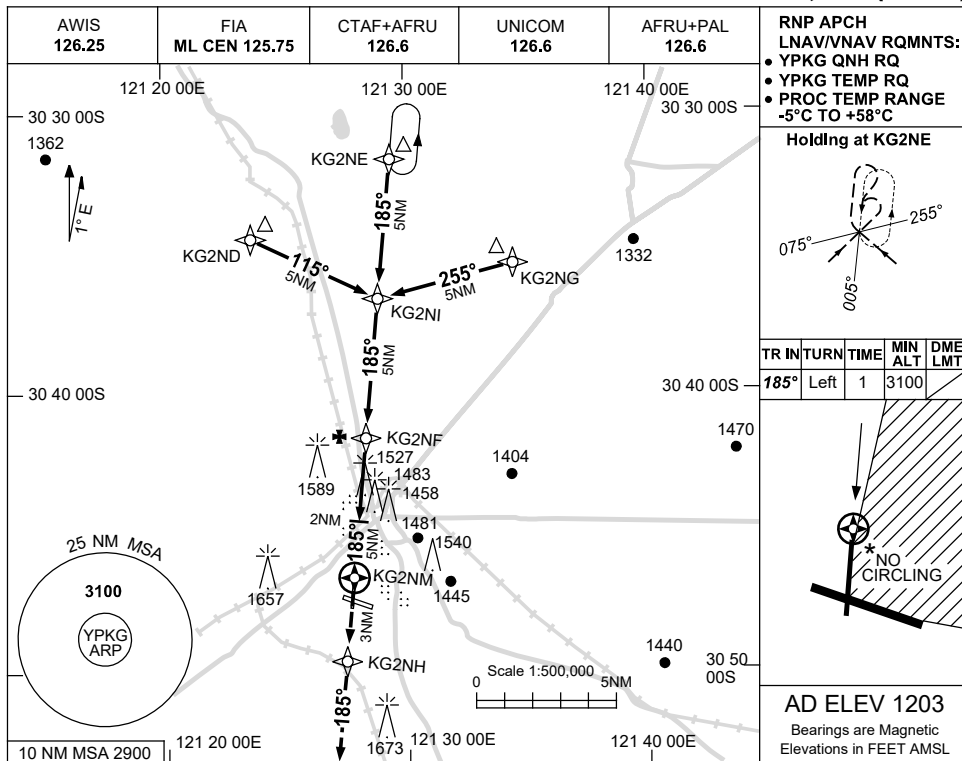 AWIS
126.25
FIA
ML CEN 125.75
CTAF+AFRU
126.6
UNICOM
126.6
AFRU+PAL
126.6
RNP APCH
LNAV/VNAV RQMNTS:
• YPKG QNH RQ
• YPKG TEMP RQ
• PROC TEMP RANGE
-5°C TO +58°C
121 20 00E
121 30 00E
121 40 00E
30 30 00S
30 30 00S
1362
1° E
KG2NE
185°
5NM
KG2ND
115°
5NM
255°
5NM
KG2NG
1332
KG2NI
185°
5NM
30 40 00S
30 40 00S
KG2NF
1527
1483
1458
1589
1404
1470
2NM
185°
5NM
1481
1540
1445
1657
KG2NM
3NM
KG2NH
185°
1673
1440
30 50
00S
Scale 1:500,000
0
5NM
25 NM MSA
3100
YPKG
ARP
10 NM MSA 2900
121 20 00E
121 30 00E
121 40 00E
Holding at KG2NE
255°
075°
005°
TR IN TURN TIME MIN ALT DME LMT
185° Left 1 3100
*NO
CIRCLING
AD ELEV 1203
Bearings are Magnetic
Elevations in FEET AMSL